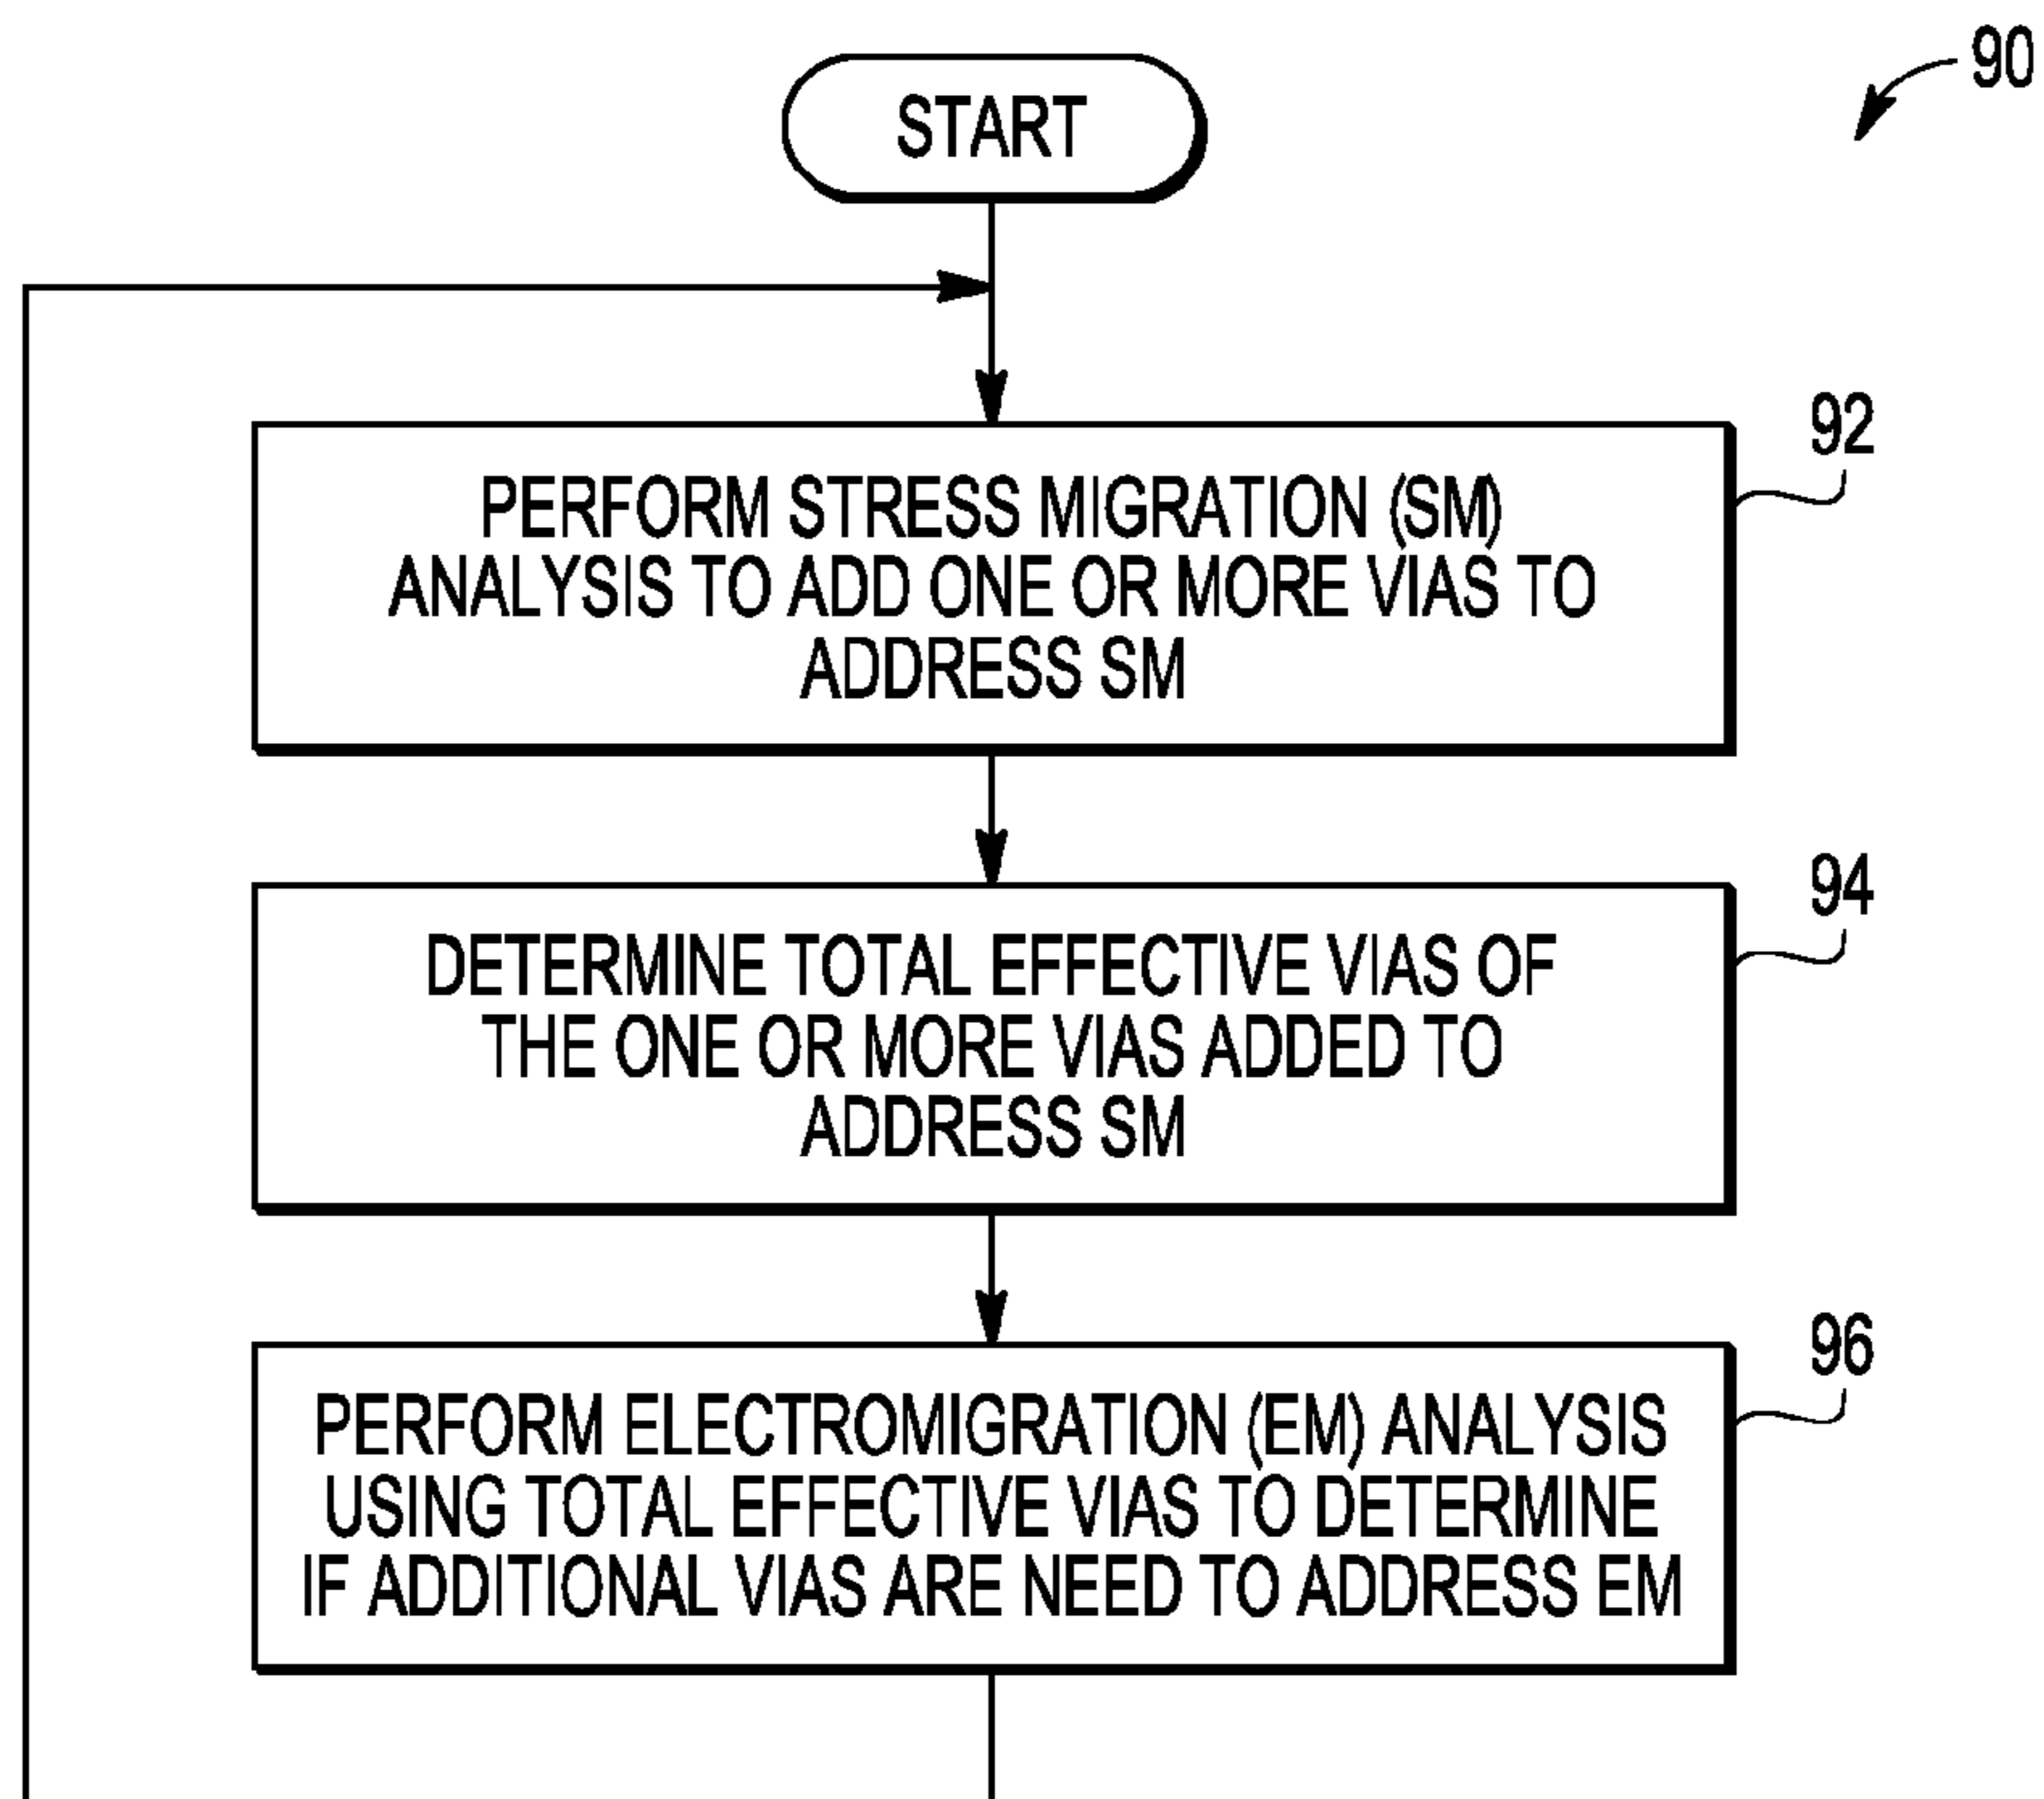 90
START
92
PERFORM STRESS MIGRATION (SM)
ANALYSIS TO ADD ONE OR MORE VIAS TO
ADDRESS SM
94
DETERMINE TOTAL EFFECTIVE VIAS OF
THE ONE OR MORE VIAS ADDED TO
ADDRESS SM
96
PERFORM ELECTROMIGRATION (EM) ANALYSIS
USING TOTAL EFFECTIVE VIAS TO DETERMINE
IF ADDITIONAL VIAS ARE NEED TO ADDRESS EM